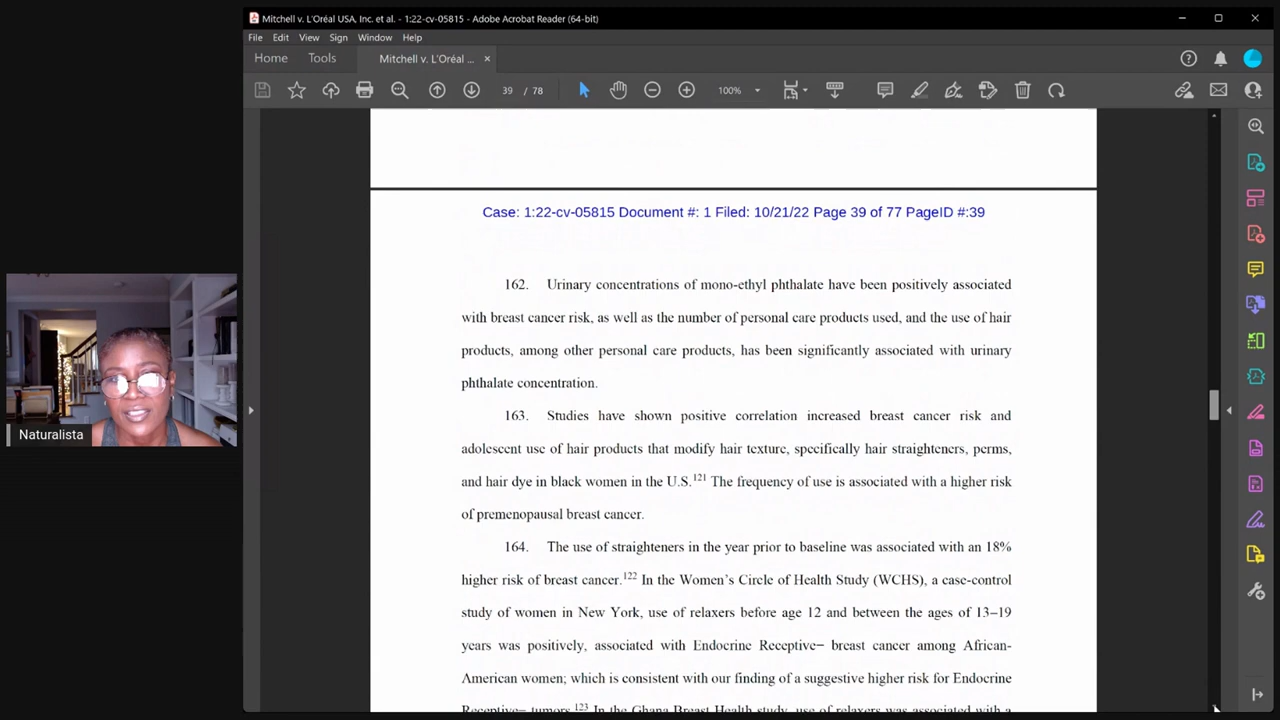 Mitchell v. L'Oréal USA, Inc. et al. - 1:22-cv-05815 - Adobe Acrobat Reader (64-bit)
File Edit View Sign Window Help
Home Tools Mitchell v. L'Oréal ... ×
39 / 78 100%
Case: 1:22-cv-05815 Document #: 1 Filed: 10/21/22 Page 39 of 77 PageID #:39
162. Urinary concentrations of mono-ethyl phthalate have been positively associated
with breast cancer risk, as well as the number of personal care products used, and the use of hair
products, among other personal care products, has been significantly associated with urinary
phthalate concentration.
163. Studies have shown positive correlation increased breast cancer risk and
adolescent use of hair products that modify hair texture, specifically hair straighteners, perms,
and hair dye in black women in the U.S.121 The frequency of use is associated with a higher risk
of premenopausal breast cancer.
164. The use of straighteners in the year prior to baseline was associated with an 18%
higher risk of breast cancer.122 In the Women's Circle of Health Study (WCHS), a case-control
study of women in New York, use of relaxers before age 12 and between the ages of 13–19
years was positively, associated with Endocrine Receptive− breast cancer among African-
American women; which is consistent with our finding of a suggestive higher risk for Endocrine
Receptive− tumors.123 In the Ghana Breast Health study, use of relaxers was associated with a
Naturalista